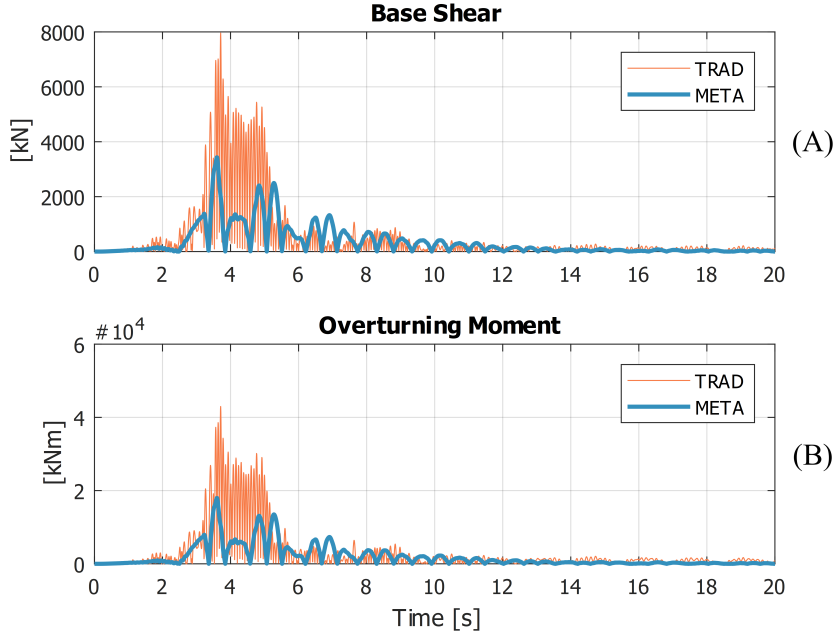 Base Shear
8000
6000
4000
2000
0
[kN]
TRAD
META
(A)
0 2 4 6 8 10 12 14 16 18 20
Overturning Moment
# 10^4
6
4
2
0
[kNm]
TRAD
META
(B)
0 2 4 6 8 10 12 14 16 18 20
Time [s]